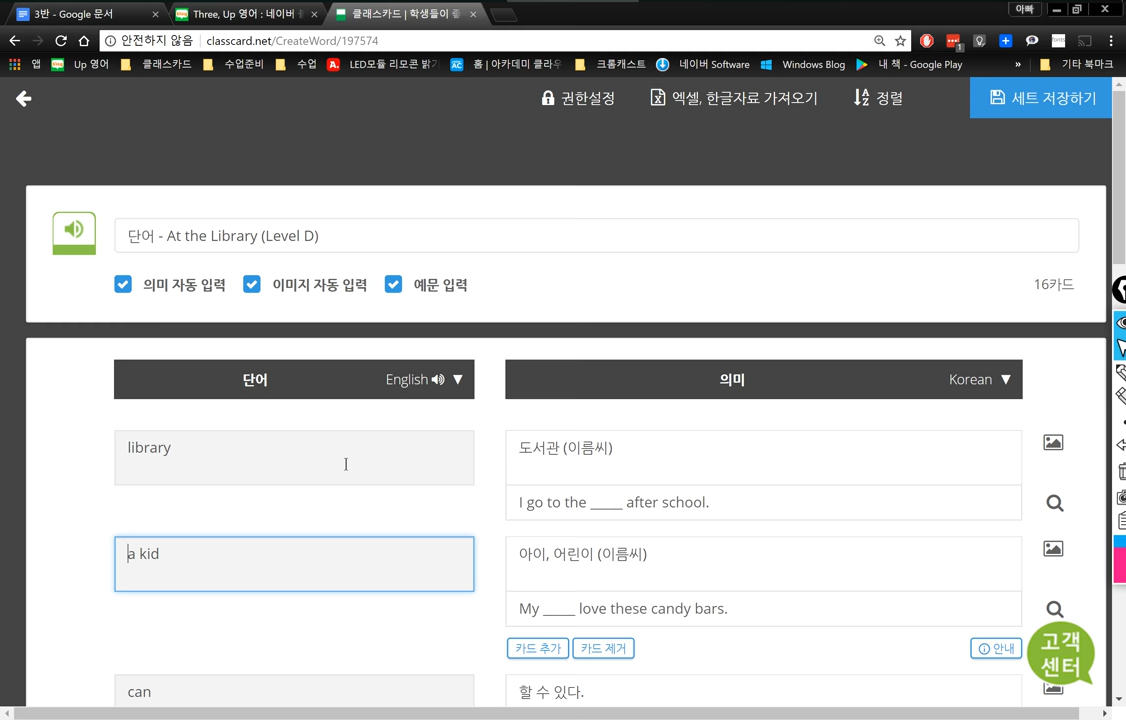 3반 - Google 문서
Three, Up 영어 : 네이버
클래스카드 | 학생들이 좋
아빠
안전하지 않음 classcard.net/CreateWord/197574
앱 Up 영어 클래스카드 수업준비 수업 LED모듈 리모콘 밝기 홈 | 아카데미 클라우 크롬캐스트 네이버 Software Windows Blog 내 책 - Google Play » 기타 북마크
권한설정 엑셀, 한글자료 가져오기 정렬 세트 저장하기
단어 - At the Library (Level D)
의미 자동 입력 이미지 자동 입력 예문 입력 16카드
단어 English 의미 Korean
library 도서관 (이름씨)
I go to the _____ after school.
a kid 아이, 어린이 (이름씨)
My _____ love these candy bars.
카드 추가 카드 제거 안내
고객
센터
can 할 수 있다.